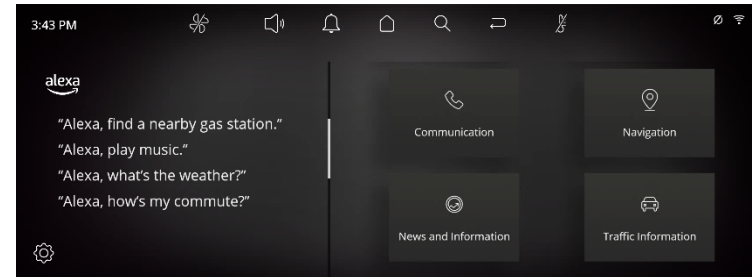 3:43 PM
alexa
“Alexa, find a nearby gas station.”
“Alexa, play music.”
“Alexa, what’s the weather?”
“Alexa, how’s my commute?”
Communication
Navigation
News and Information
Traffic Information